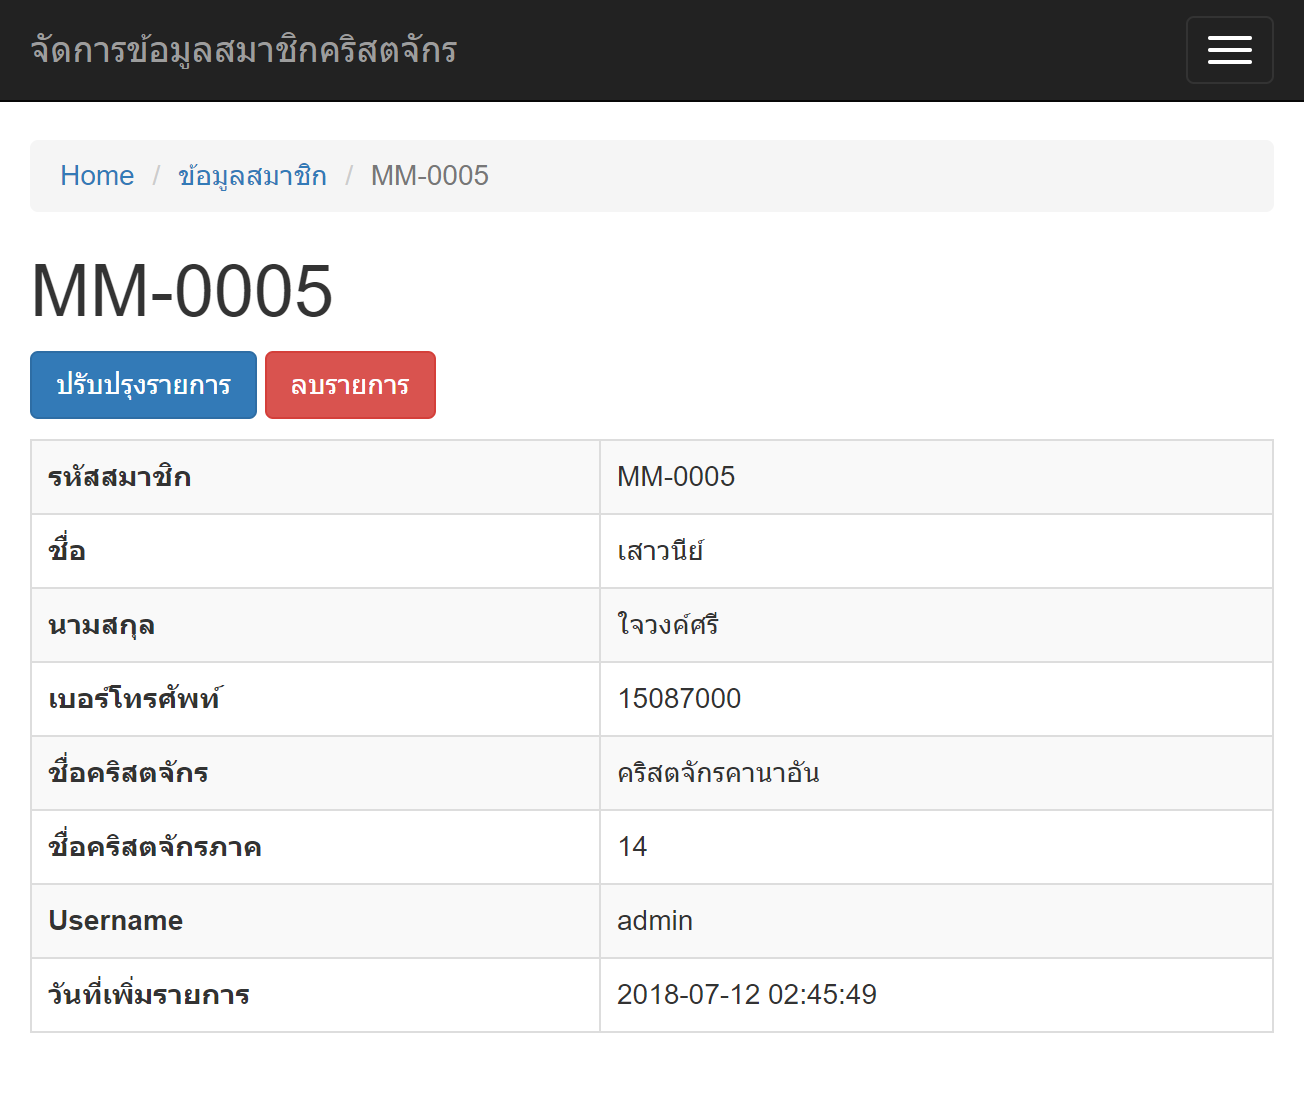 จัดการข้อมูลสมาชิกคริสตจักร
Home / ข้อมูลสมาชิก / MM-0005
MM-0005
ปรับปรุงรายการ ลบรายการ
รหัสสมาชิก MM-0005
ชื่อ เสาวนีย์
นามสกุล ใจวงค์ศรี
เบอร์โทรศัพท์ 15087000
ชื่อคริสตจักร คริสตจักรคานาอัน
ชื่อคริสตจักรภาค 14
Username admin
วันที่เพิ่มรายการ 2018-07-12 02:45:49